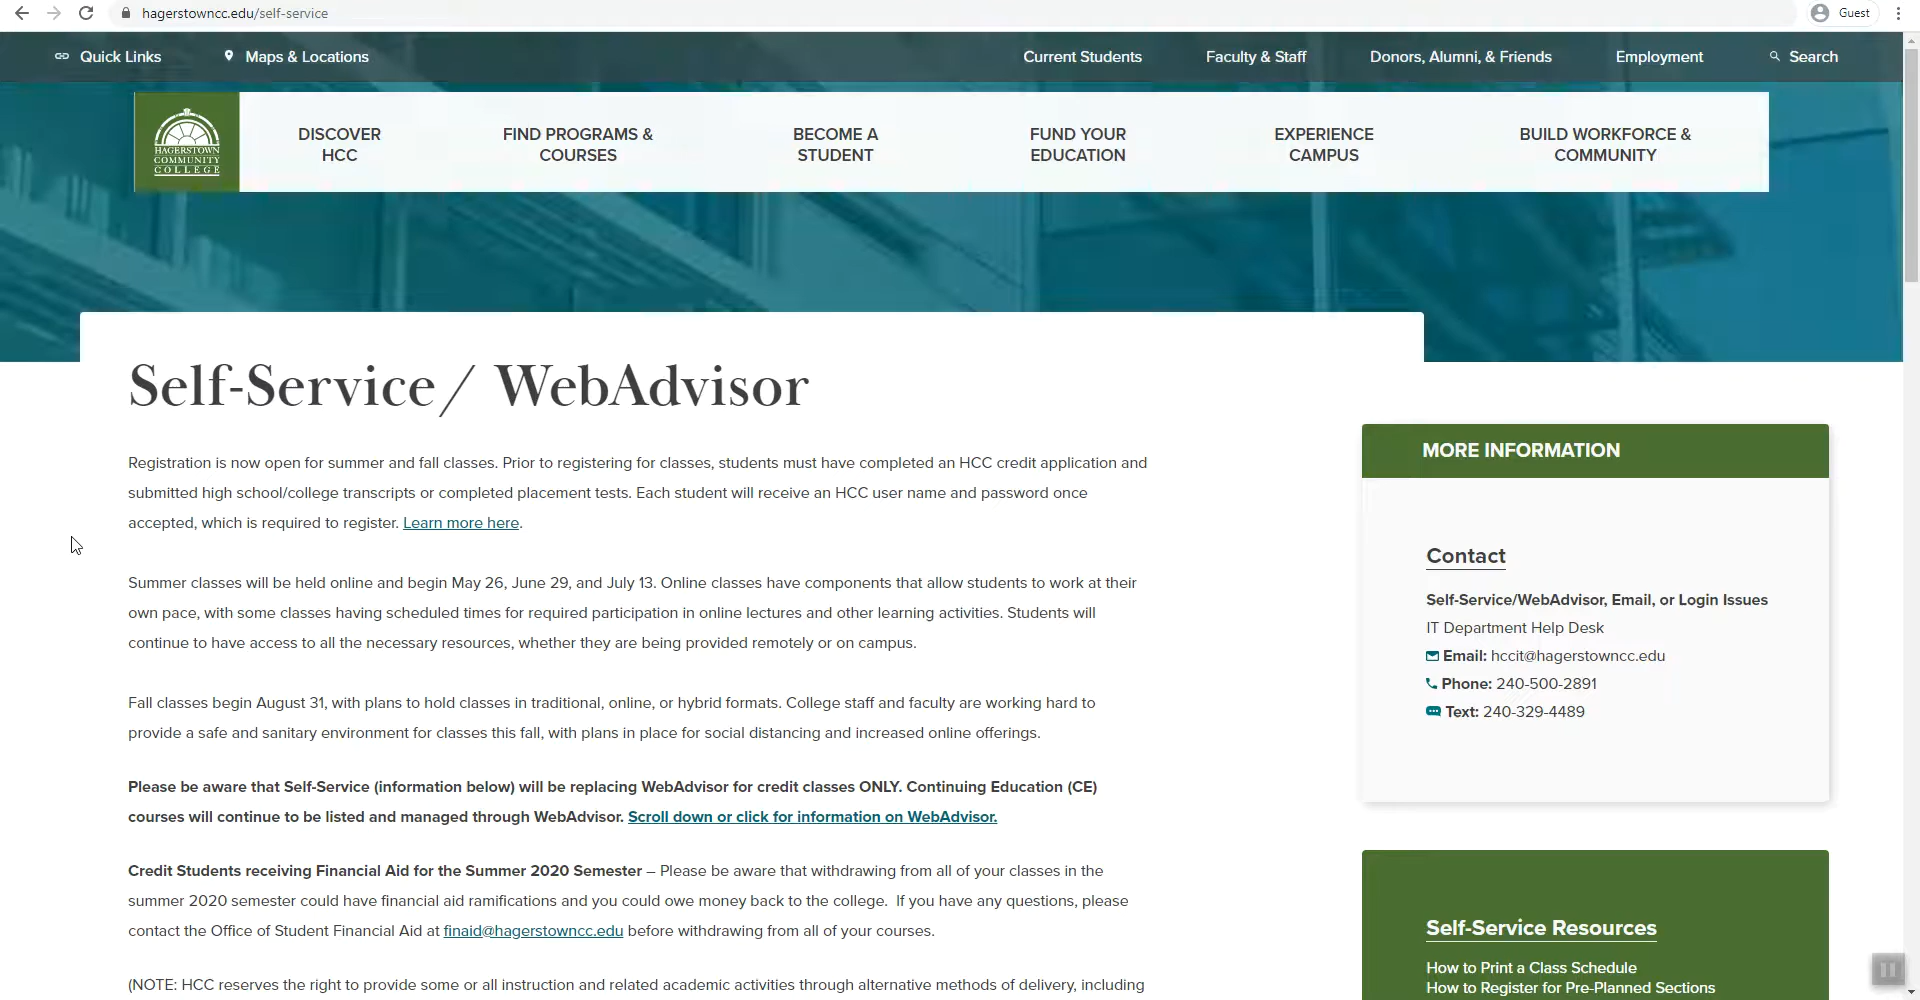 hagerstowncc.edu/self-service
Guest
Quick Links
Maps & Locations
Current Students
Faculty & Staff
Donors, Alumni, & Friends
Employment
Search
HAGERSTOWN
COMMUNITY
COLLEGE
DISCOVER
HCC
FIND PROGRAMS &
COURSES
BECOME A
STUDENT
FUND YOUR
EDUCATION
EXPERIENCE
CAMPUS
BUILD WORKFORCE &
COMMUNITY
Self-Service/ WebAdvisor
Registration is now open for summer and fall classes. Prior to registering for classes, students must have completed an HCC credit application and
submitted high school/college transcripts or completed placement tests. Each student will receive an HCC user name and password once
accepted, which is required to register. Learn more here.
Summer classes will be held online and begin May 26, June 29, and July 13. Online classes have components that allow students to work at their
own pace, with some classes having scheduled times for required participation in online lectures and other learning activities. Students will
continue to have access to all the necessary resources, whether they are being provided remotely or on campus.
Fall classes begin August 31, with plans to hold classes in traditional, online, or hybrid formats. College staff and faculty are working hard to
provide a safe and sanitary environment for classes this fall, with plans in place for social distancing and increased online offerings.
Please be aware that Self-Service (information below) will be replacing WebAdvisor for credit classes ONLY. Continuing Education (CE)
courses will continue to be listed and managed through WebAdvisor. Scroll down or click for information on WebAdvisor.
Credit Students receiving Financial Aid for the Summer 2020 Semester – Please be aware that withdrawing from all of your classes in the
summer 2020 semester could have financial aid ramifications and you could owe money back to the college. If you have any questions, please
contact the Office of Student Financial Aid at finaid@hagerstowncc.edu before withdrawing from all of your courses.
(NOTE: HCC reserves the right to provide some or all instruction and related academic activities through alternative methods of delivery, including
MORE INFORMATION
Contact
Self-Service/WebAdvisor, Email, or Login Issues
IT Department Help Desk
Email: hccit@hagerstowncc.edu
Phone: 240-500-2891
Text: 240-329-4489
Self-Service Resources
How to Print a Class Schedule
How to Register for Pre-Planned Sections